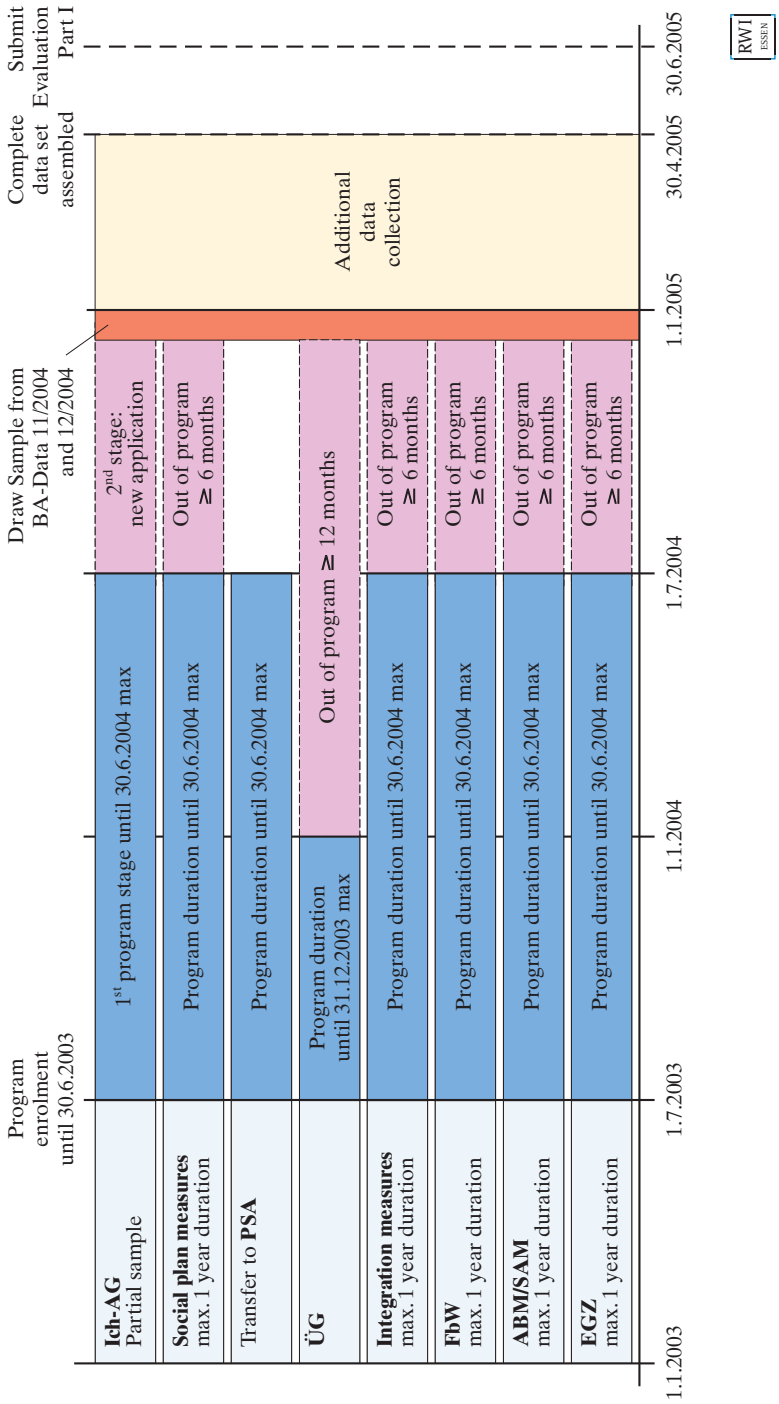 Program
enrolment
until 30.6.2003
Draw Sample from
BA-Data 11/2004
and 12/2004
Complete
data set
assembled
Submit
Evaluation
Part I
Ich-AG
Partial sample
1st program stage until 30.6.2004 max
2nd stage:
new application
Social plan measures
max. 1 year duration
Program duration until 30.6.2004 max
Out of program
≥ 6 months
Transfer to PSA
Program duration until 30.6.2004 max
ÜG
Program duration
until 31.12.2003 max
Out of program ≥ 12 months
Integration measures
max. 1 year duration
Program duration until 30.6.2004 max
Out of program
≥ 6 months
FbW
max. 1 year duration
Program duration until 30.6.2004 max
Out of program
≥ 6 months
ABM/SAM
max. 1 year duration
Program duration until 30.6.2004 max
Out of program
≥ 6 months
EGZ
max. 1 year duration
Program duration until 30.6.2004 max
Out of program
≥ 6 months
Additional
data
collection
1.1.2003
1.7.2003
1.1.2004
1.7.2004
1.1.2005
30.4.2005
30.6.2005
RWI
ESSEN